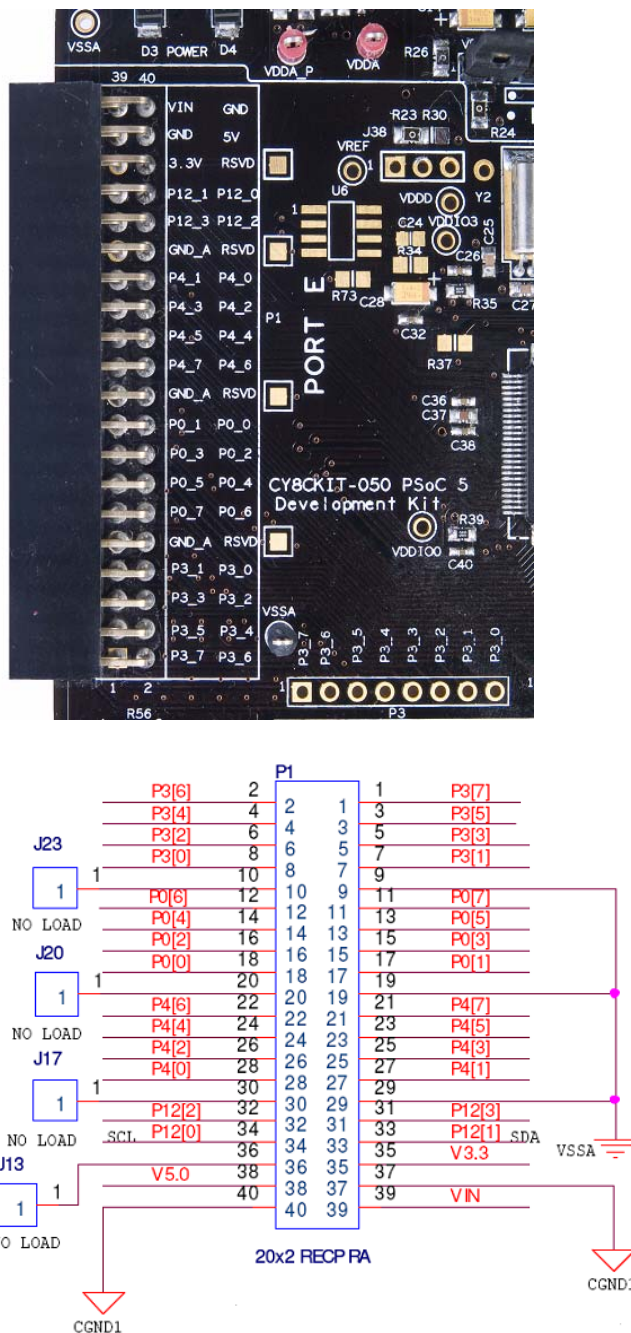 VSSA
D3 POWER D4
VDDA_P
VDDA
R26
39 40
VIN GND
GND 5V
3.3V RSVD
P12_1 P12_0
P12_3 P12_2
GND_A RSVD
P4_1 P4_0
P4_3 P4_2
P4_5 P4_4
P4_7 P4_6
GND_A RSVD
P0_1 P0_0
P0_3 P0_2
P0_5 P0_4
P0_7 P0_6
GND_A RSVD
P3_1 P3_0
P3_3 P3_2
P3_5 P3_4
P3_7 P3_6
1 2
R56
R23 R30
R24
J38
VREF
1
U6
1
VDDD
Y2
VDDIO3
C24
C25
R34
C26
R73
C28
R35
C27
P1
PORT E
C32
R37
C36
C37
C38
CY8CKIT-050 PSoC 5
Development Kit
R39
VDDIO0
C40
VSSA
P3_7 P3_6 P3_5 P3_4 P3_3 P3_2 P3_1 P3_0
1
1
P3
P1
P3[6] 2 2 1 1 P3[7]
P3[4] 4 4 3 3 P3[5]
P3[2] 6 6 5 5 P3[3]
P3[0] 8 8 7 7 P3[1]
J23 1 1 10 10 9 9
NO LOAD
P0[6] 12 12 11 11 P0[7]
P0[4] 14 14 13 13 P0[5]
P0[2] 16 16 15 15 P0[3]
P0[0] 18 18 17 17 P0[1]
J20 1 1 20 20 19 19
NO LOAD
P4[6] 22 22 21 21 P4[7]
P4[4] 24 24 23 23 P4[5]
P4[2] 26 26 25 25 P4[3]
P4[0] 28 28 27 27 P4[1]
J17 1 1 30 30 29 29
NO LOAD
P12[2] 32 32 31 31 P12[3]
SCL P12[0] 34 34 33 33 P12[1] SDA
VSSA
36 36 35 35 V3.3
J13 1 1
V5.0 38 38 37 37
40 40 39 39 VIN
LOAD
20x2 RECP RA
CGND1
CGND1